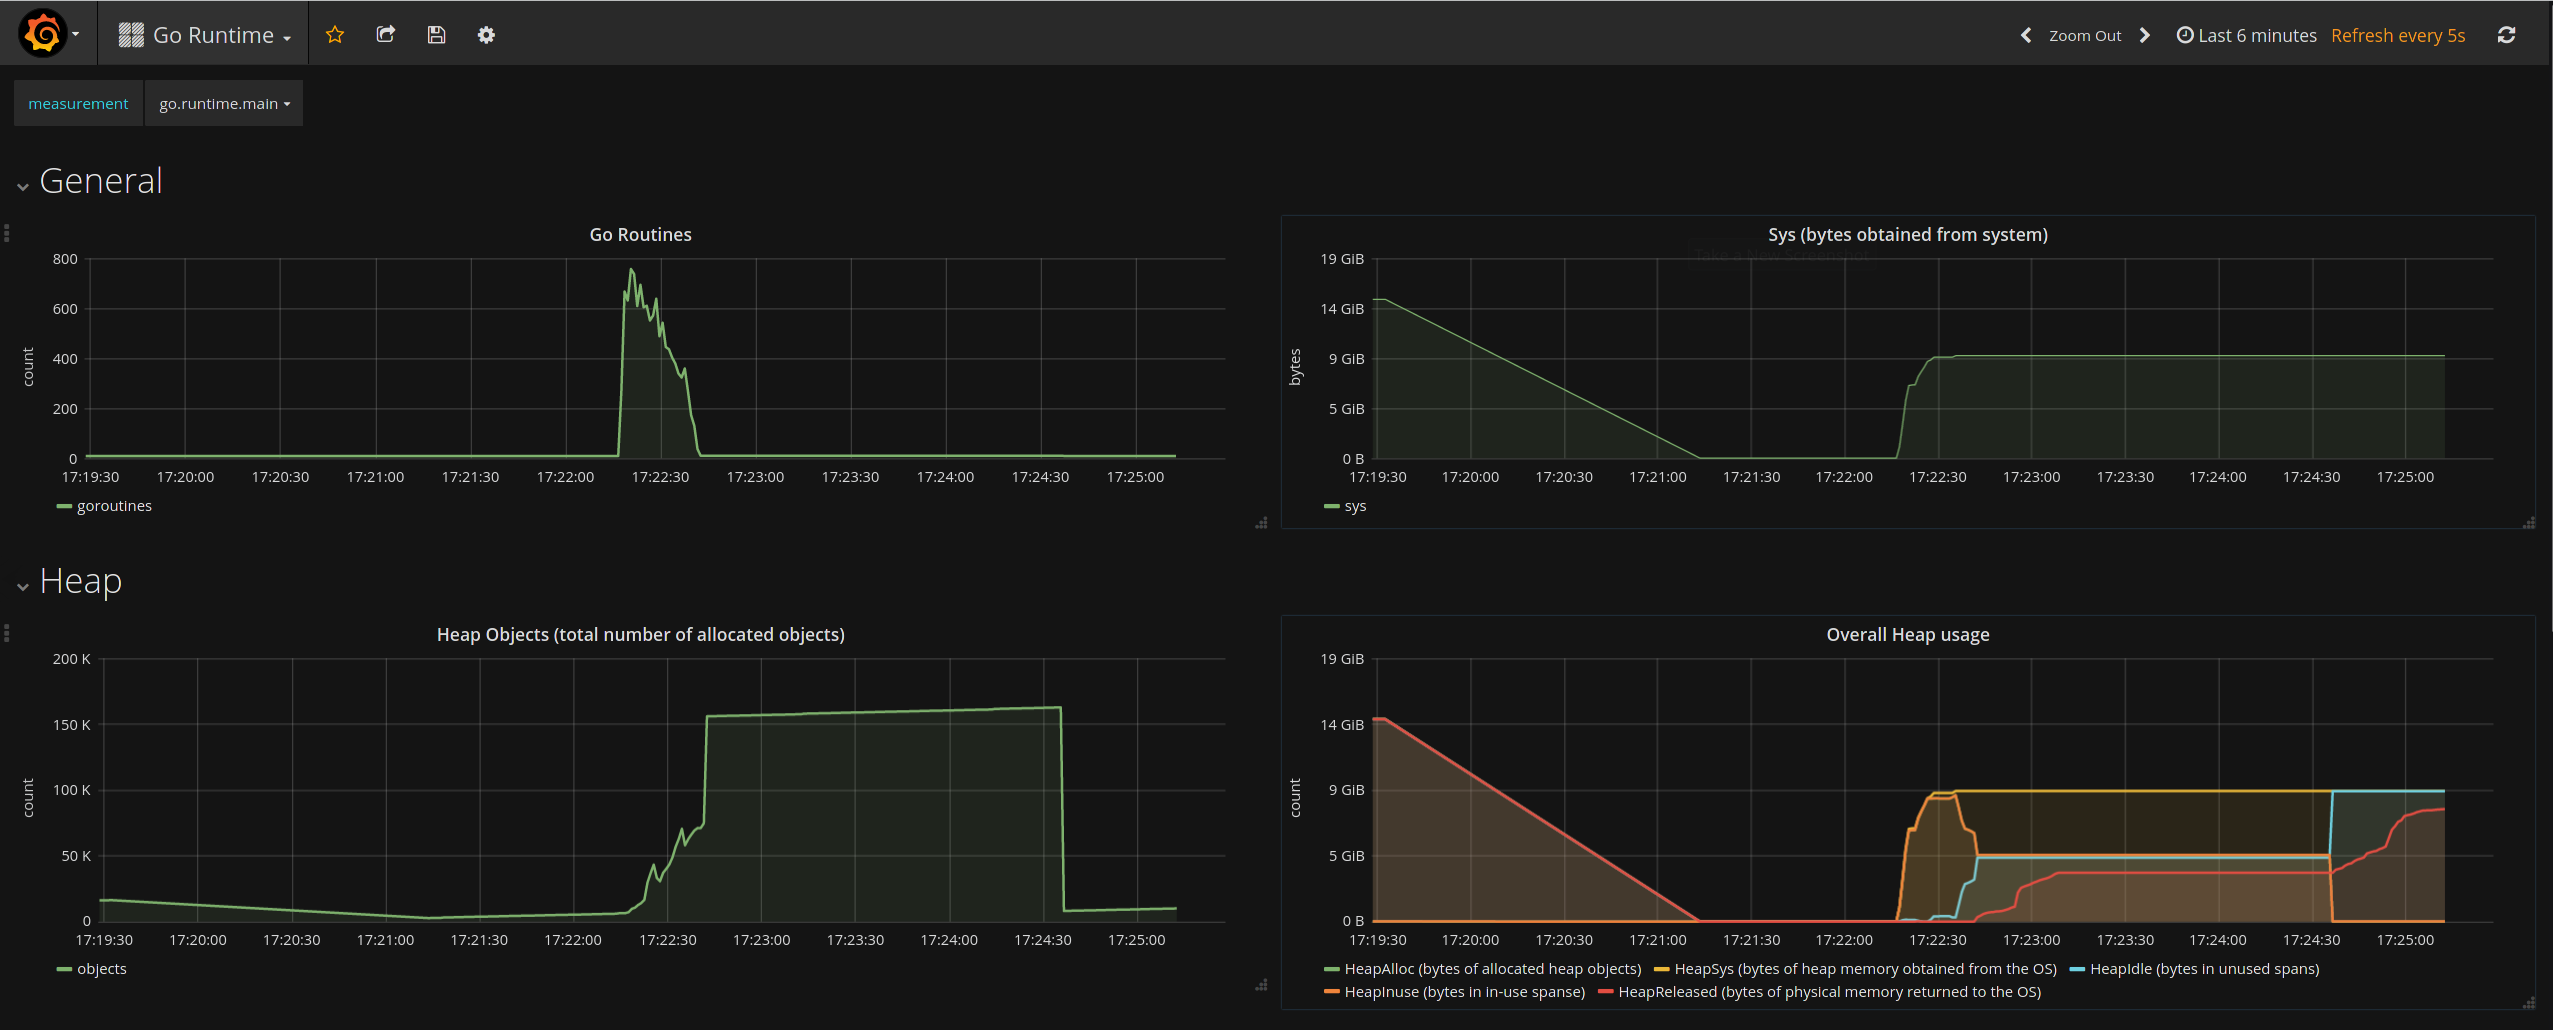 Go Runtime
Zoom Out
Last 6 minutes
Refresh every 5s
measurement
go.runtime.main
General
Go Routines
800
600
400
200
0
count
17:19:30 17:20:00 17:20:30 17:21:00 17:21:30 17:22:00 17:22:30 17:23:00 17:23:30 17:24:00 17:24:30 17:25:00
goroutines
Sys (bytes obtained from system)
Take a New Screenshot
19 GiB
14 GiB
9 GiB
5 GiB
0 B
bytes
17:19:30 17:20:00 17:20:30 17:21:00 17:21:30 17:22:00 17:22:30 17:23:00 17:23:30 17:24:00 17:24:30 17:25:00
sys
Heap
Heap Objects (total number of allocated objects)
200 K
150 K
100 K
50 K
0
count
17:19:30 17:20:00 17:20:30 17:21:00 17:21:30 17:22:00 17:22:30 17:23:00 17:23:30 17:24:00 17:24:30 17:25:00
objects
Overall Heap usage
19 GiB
14 GiB
9 GiB
5 GiB
0 B
count
17:19:30 17:20:00 17:20:30 17:21:00 17:21:30 17:22:00 17:22:30 17:23:00 17:23:30 17:24:00 17:24:30 17:25:00
HeapAlloc (bytes of allocated heap objects) HeapSys (bytes of heap memory obtained from the OS) HeapIdle (bytes in unused spans)
HeapInuse (bytes in in-use spanse) HeapReleased (bytes of physical memory returned to the OS)